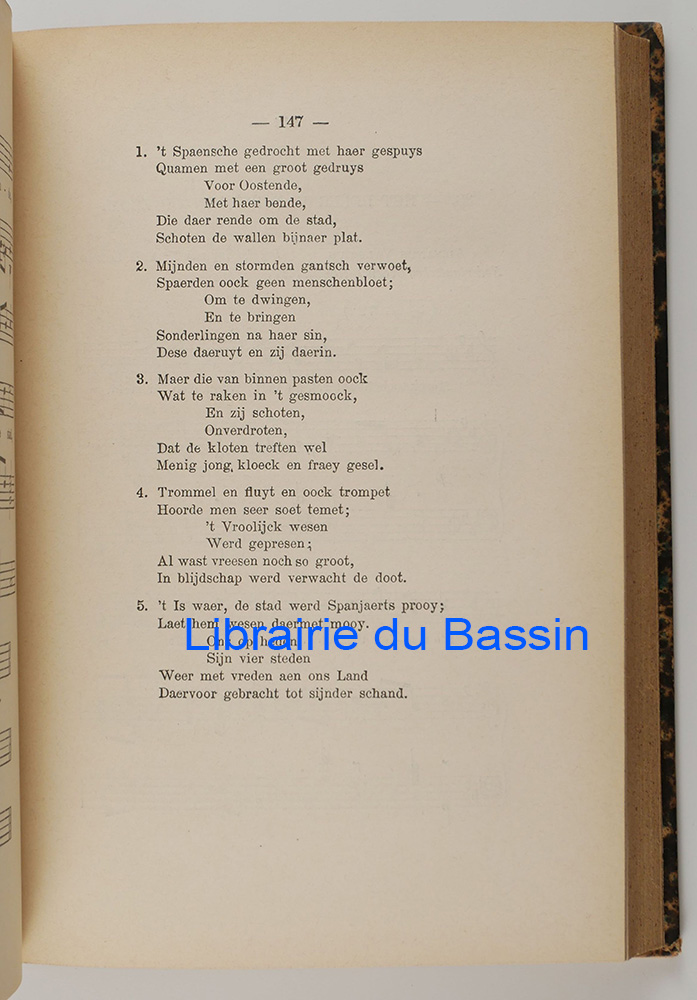 — 147 —
1. 't Spaensche gedrocht met haer gespuys
Quamen met een groot gedruys
Voor Oostende,
Met haer bende,
Die daer rende om de stad,
Schoten de wallen bijnaer plat.
2. Mijnden en stormden gantsch verwoet,
Spaerden oock geen menschenbloet;
Om te dwingen,
En te bringen
Sonderlingen na haer sin,
Dese daeruyt en zij daerin.
3. Maer die van binnen pasten oock
Wat te raken in 't gesmoock,
En zij schoten,
Onverdroten,
Dat de kloten treften wel
Menig jong, kloeck en fraey gesel.
4. Trommel en fluyt en oock trompet
Hoorde men seer soet temet;
't Vroolijck wesen
Werd gepresen;
Al wast vreesen noch so groot,
In blijdschap werd verwacht de doot.
5. 't Is waer, de stad werd Spanjaerts prooy;
Laet hem wesen daermet mooy.
Librairie du Bassin
Sijn vier steden
Weer met vreden aen ons Land
Daervoor gebracht tot sijnder schand.